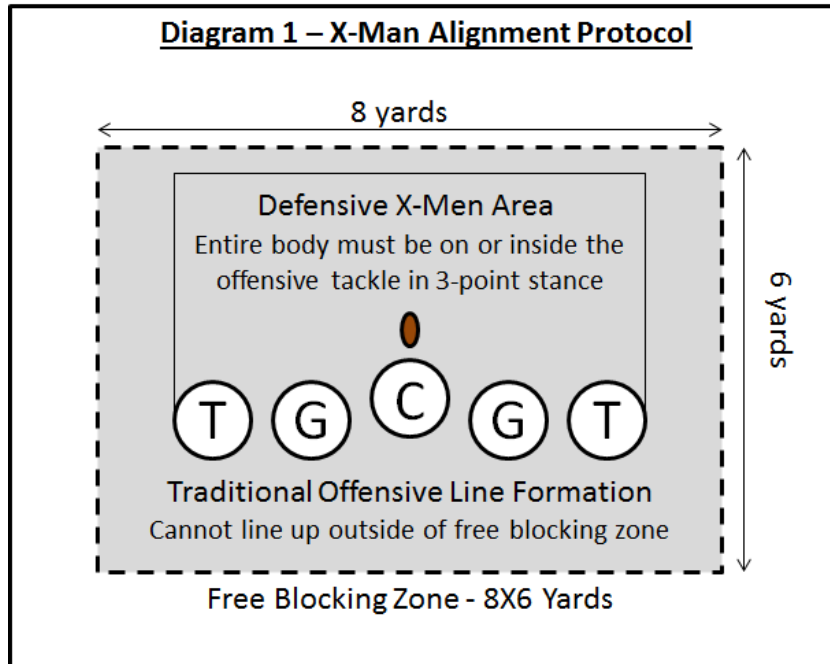 Diagram 1 – X-Man Alignment Protocol
8 yards
Defensive X-Men Area
Entire body must be on or inside the
offensive tackle in 3-point stance
6 yards
T G C G T
Traditional Offensive Line Formation
Cannot line up outside of free blocking zone
Free Blocking Zone - 8X6 Yards